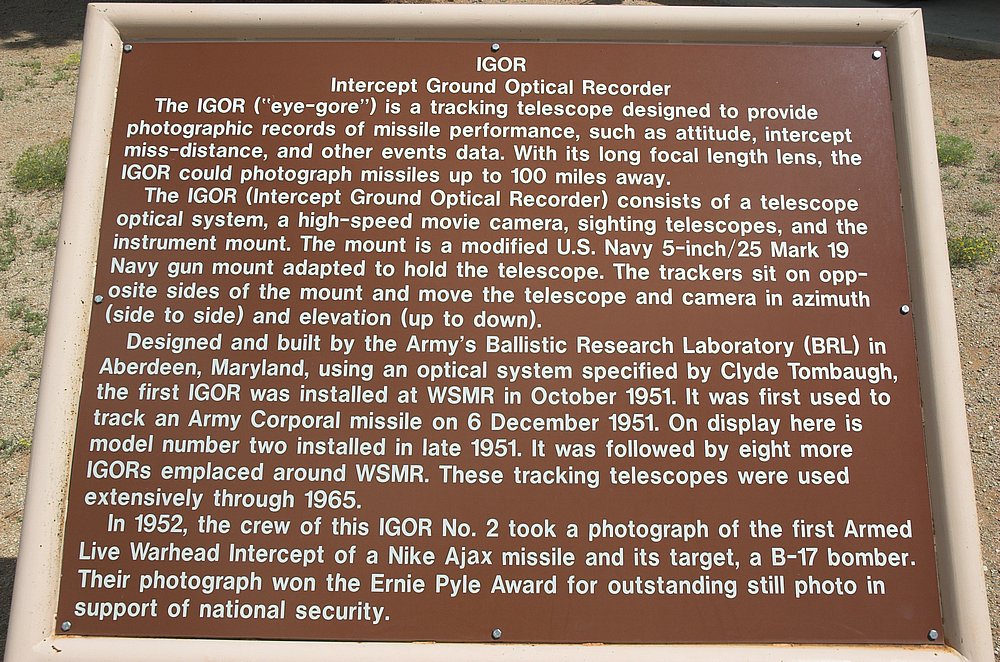 IGOR
Intercept Ground Optical Recorder
The IGOR ("eye-gore") is a tracking telescope designed to provide
photographic records of missile performance, such as attitude, intercept
miss-distance, and other events data. With its long focal length lens, the
IGOR could photograph missiles up to 100 miles away.
The IGOR (Intercept Ground Optical Recorder) consists of a telescope
optical system, a high-speed movie camera, sighting telescopes, and the
instrument mount. The mount is a modified U.S. Navy 5-inch/25 Mark 19
Navy gun mount adapted to hold the telescope. The trackers sit on opp-
osite sides of the mount and move the telescope and camera in azimuth
(side to side) and elevation (up to down).
Designed and built by the Army's Ballistic Research Laboratory (BRL) in
Aberdeen, Maryland, using an optical system specified by Clyde Tombaugh,
the first IGOR was installed at WSMR in October 1951. It was first used to
track an Army Corporal missile on 6 December 1951. On display here is
model number two installed in late 1951. It was followed by eight more
IGORs emplaced around WSMR. These tracking telescopes were used
extensively through 1965.
In 1952, the crew of this IGOR No. 2 took a photograph of the first Armed
Live Warhead Intercept of a Nike Ajax missile and its target, a B-17 bomber.
Their photograph won the Ernie Pyle Award for outstanding still photo in
support of national security.